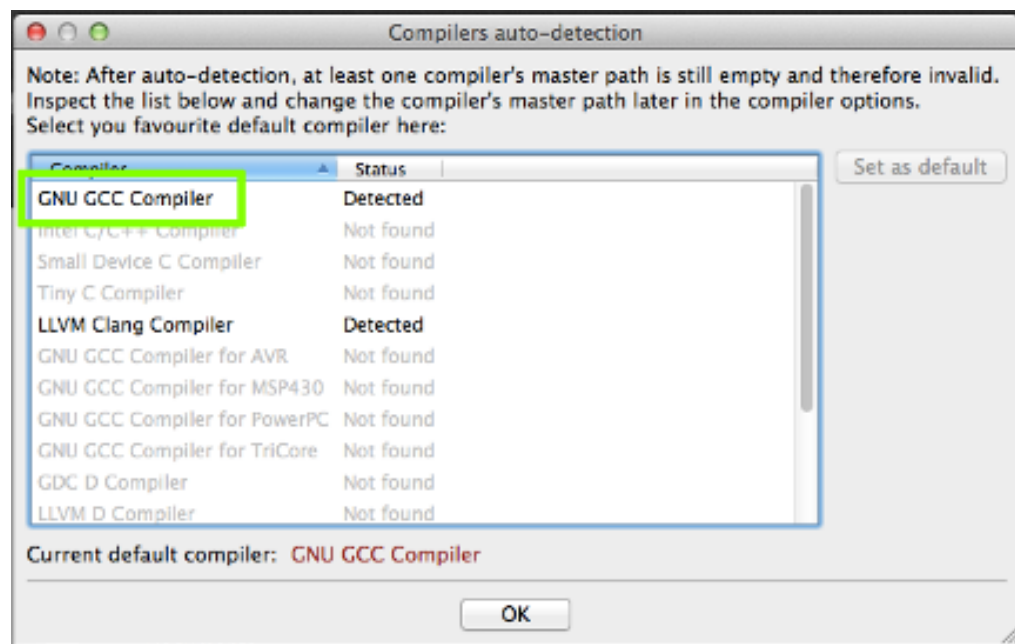 Compilers auto-detection
Note: After auto-detection, at least one compiler's master path is still empty and therefore invalid.
Inspect the list below and change the compiler's master path later in the compiler options.
Select you favourite default compiler here:
Compiler Status
Set as default
GNU GCC Compiler Detected
Intel C/C++ Compiler Not found
Small Device C Compiler Not found
Tiny C Compiler Not found
LLVM Clang Compiler Detected
GNU GCC Compiler for AVR Not found
GNU GCC Compiler for MSP430 Not found
GNU GCC Compiler for PowerPC Not found
GNU GCC Compiler for TriCore Not found
GDC D Compiler Not found
LLVM D Compiler Not found
Current default compiler: GNU GCC Compiler
OK